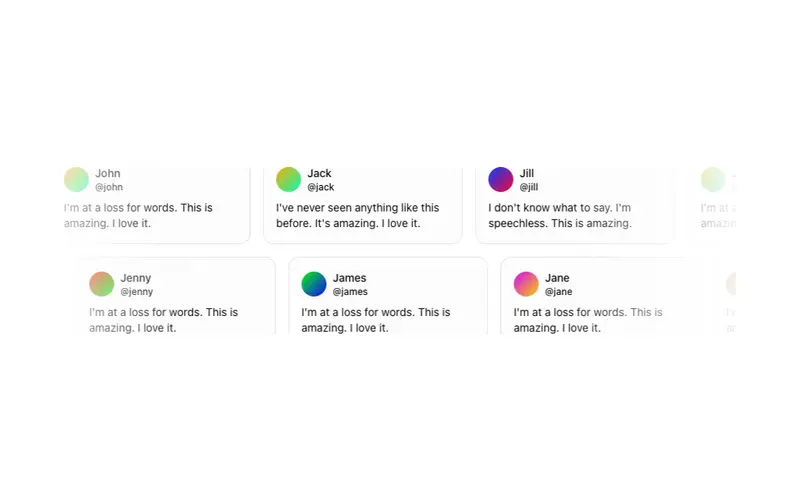 John
@john
I'm at a loss for words. This is
amazing. I love it.
Jack
@jack
I've never seen anything like this
before. It's amazing. I love it.
Jill
@jill
I don't know what to say. I'm
speechless. This is amazing.
I'm at a
Jenny
@jenny
I'm at a loss for words. This is
amazing. I love it.
James
@james
I'm at a loss for words. This is
amazing. I love it.
Jane
@jane
I'm at a loss for words. This is
amazing. I love it.